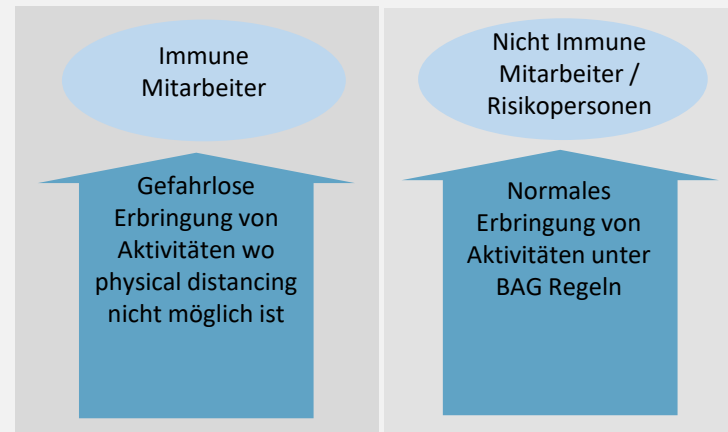 Immune
Mitarbeiter
Gefahrlose
Erbringung von
Aktivitäten wo
physical distancing
nicht möglich ist
Nicht Immune
Mitarbeiter /
Risikopersonen
Normales
Erbringung von
Aktivitäten unter
BAG Regeln